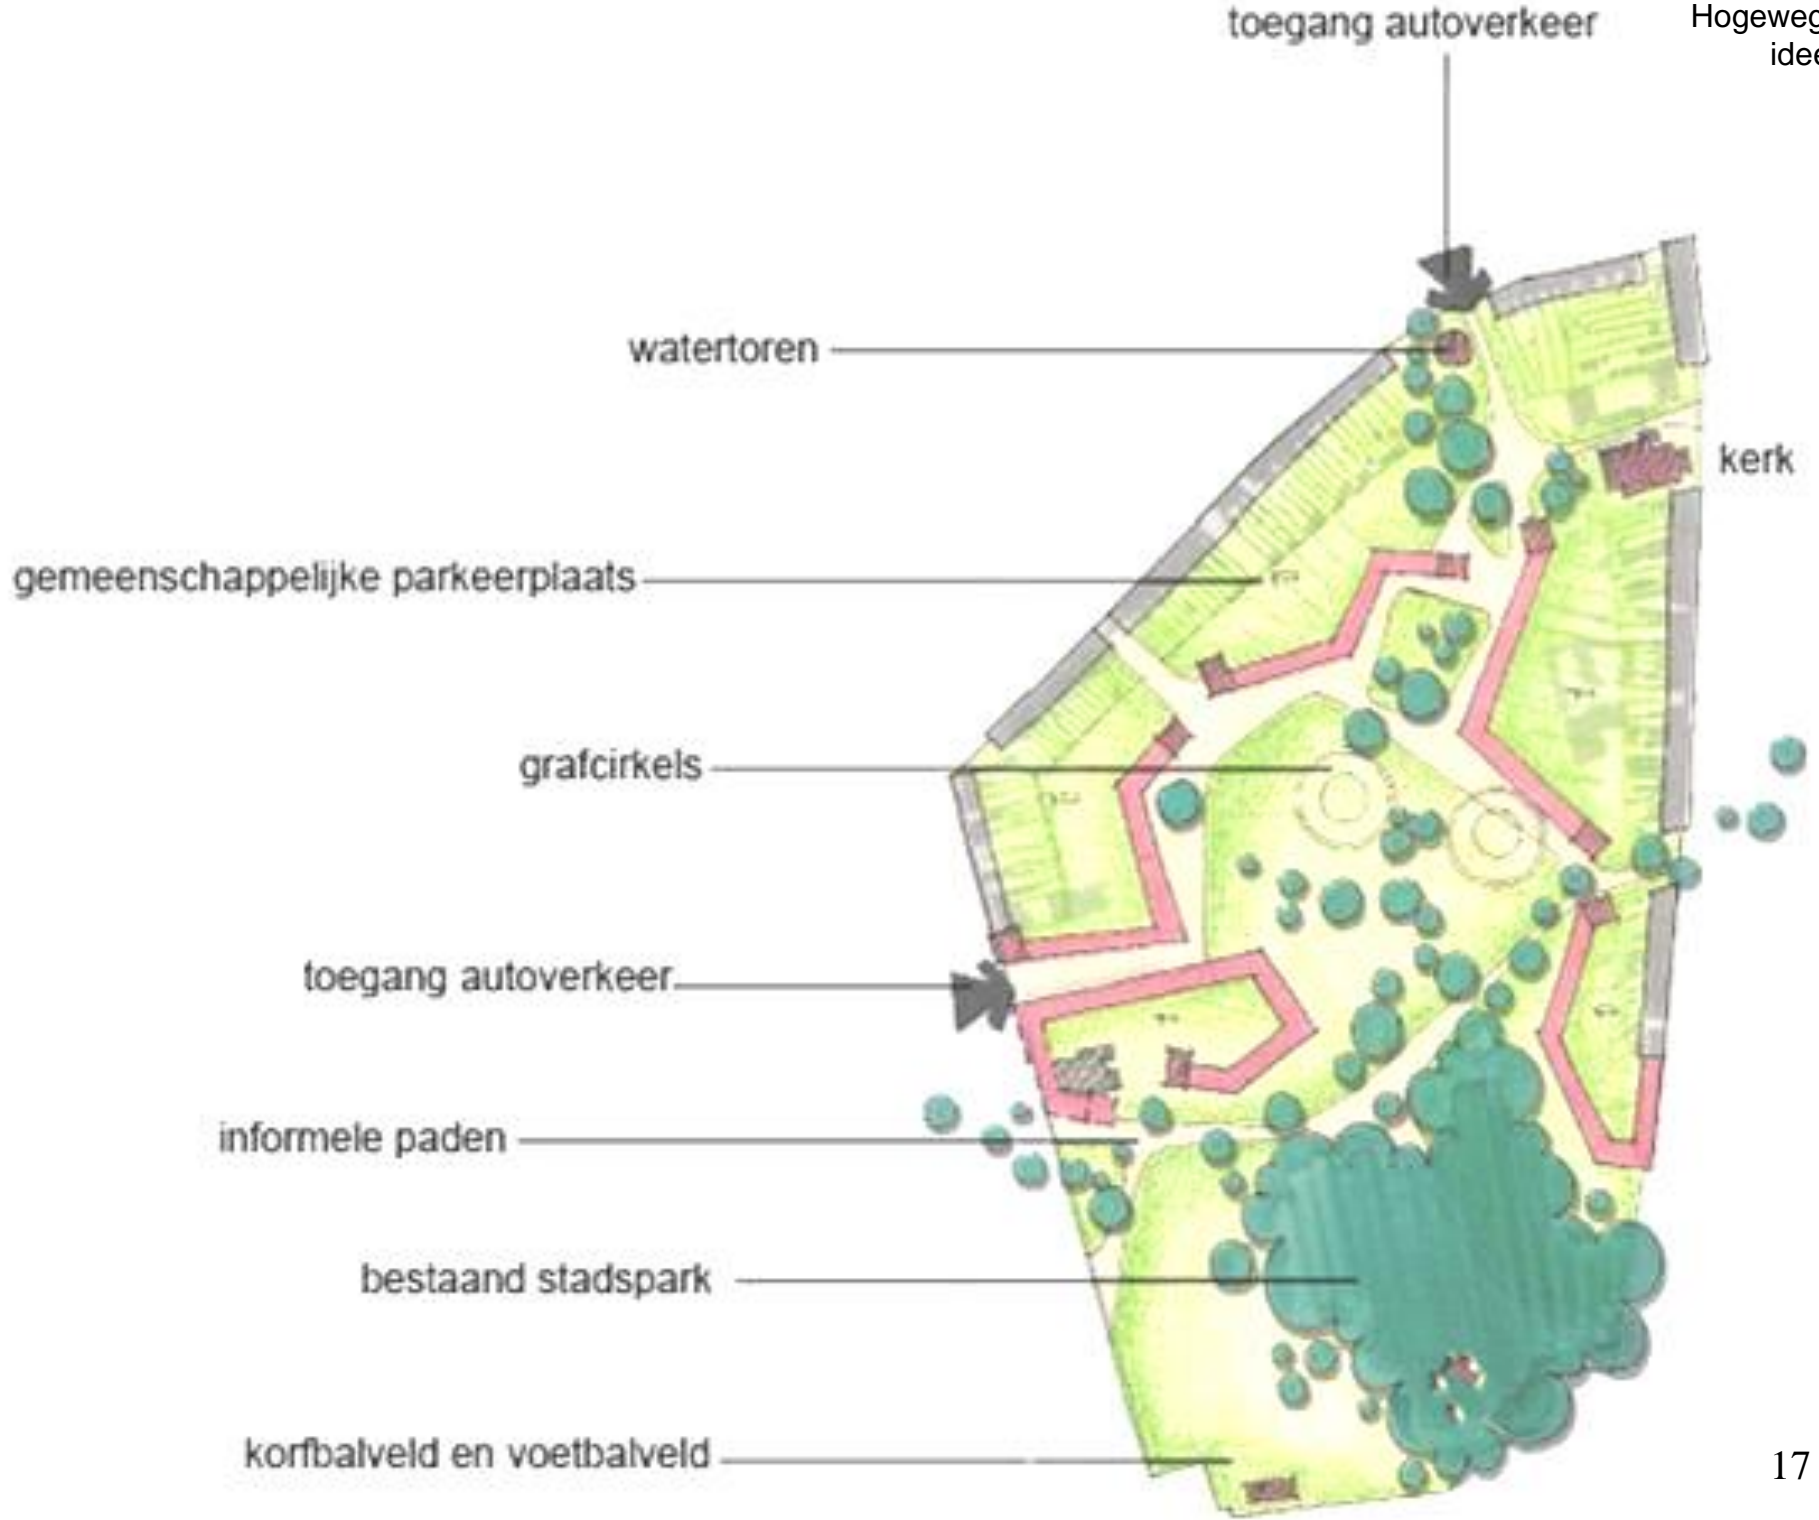 toegang autoverkeer
Hogeweg
idee
watertoren
kerk
gemeenschappelijke parkeerplaats
grafcirkels
toegang autoverkeer
informele paden
bestaand stadspark
korfbalveld en voetbalveld
17